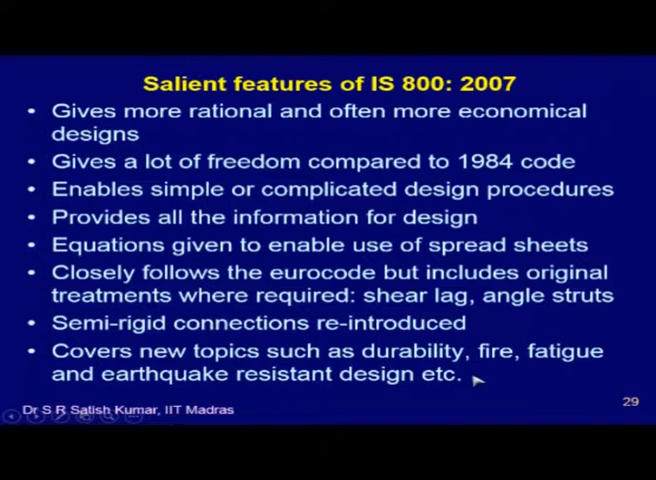 Salient features of IS 800: 2007
• Gives more rational and often more economical
designs
• Gives a lot of freedom compared to 1984 code
• Enables simple or complicated design procedures
• Provides all the information for design
• Equations given to enable use of spread sheets
• Closely follows the eurocode but includes original
treatments where required: shear lag, angle struts
• Semi-rigid connections re-introduced
• Covers new topics such as durability, fire, fatigue
and earthquake resistant design etc.
29
Dr S R Satish Kumar, IIT Madras